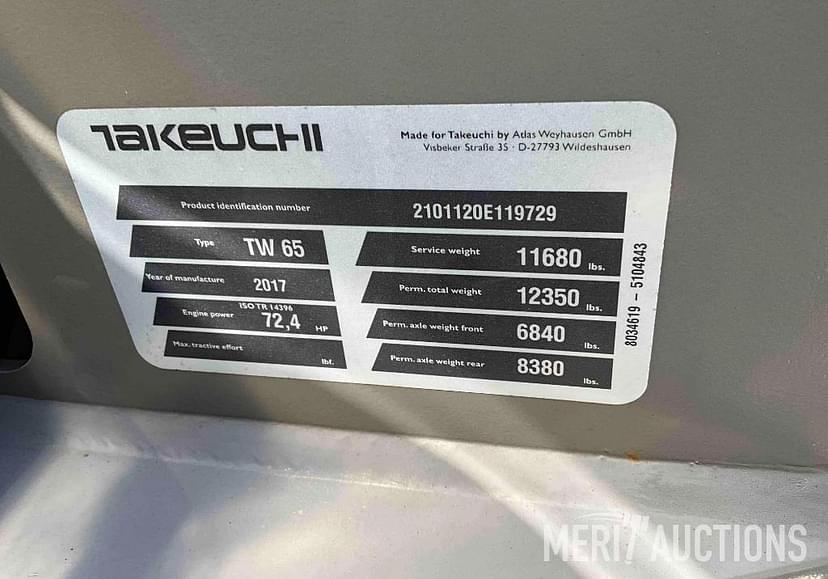 TAKEUCHI
Made for Takeuchi by Atlas Weyhausen GmbH
Visbeker Straße 35 · D-27793 Wildeshausen
Product identification number 2101120E119729
Type TW 65
Year of manufacture 2017
Engine power ISO TR 14396 72,4 HP
Max. tractive effort lbf.
Service weight 11680 lbs.
Perm. total weight 12350 lbs.
Perm. axle weight front 6840 lbs.
Perm. axle weight rear 8380 lbs.
8034619 – 5104843
MERIT AUCTIONS